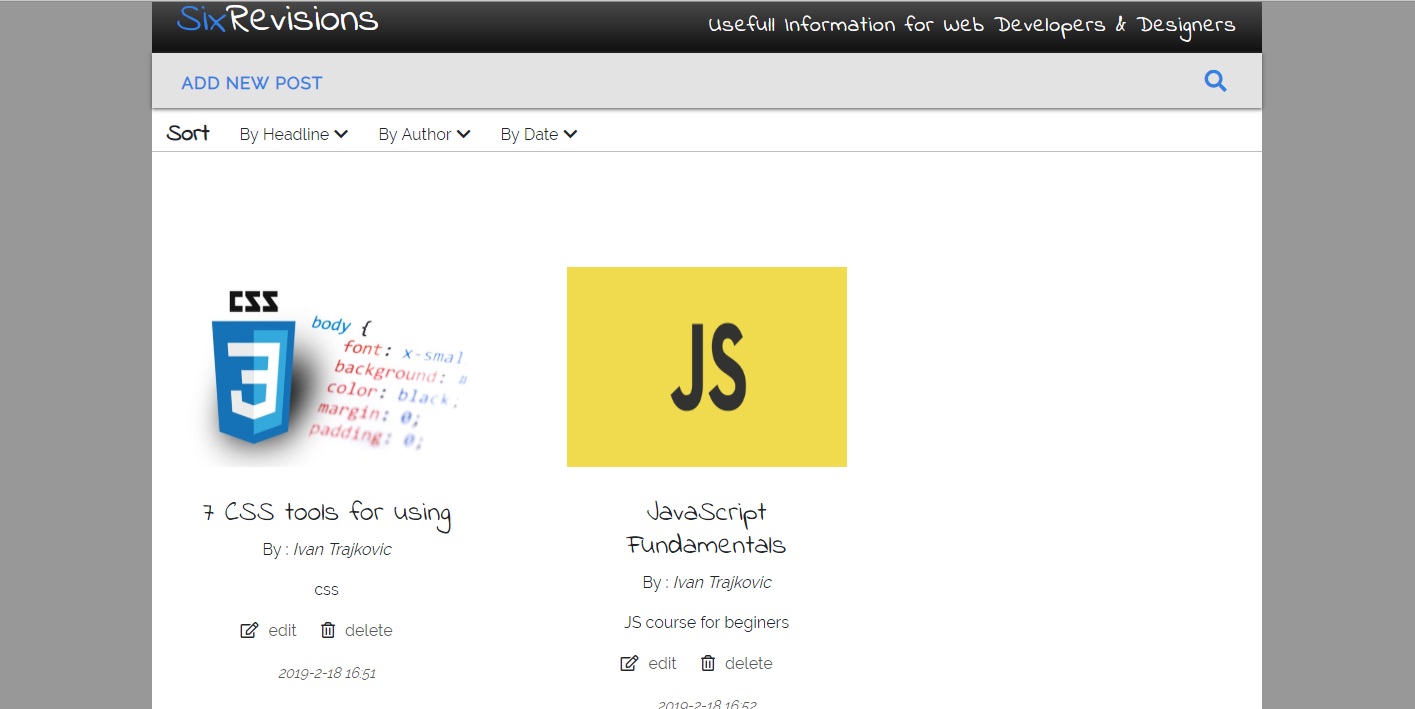 SixRevisions
Usefull Information for Web Developers & Designers
ADD NEW POST
Sort By Headline By Author By Date
CSS
3
body {
font: x-smal
background: #
color: black;
margin: 0;
padding: 0;
JS
7 CSS tools for using
By : Ivan Trajkovic
css
edit delete
2019-2-18 16:51
JavaScript
Fundamentals
By : Ivan Trajkovic
JS course for beginers
edit delete
2019-2-18 16:52